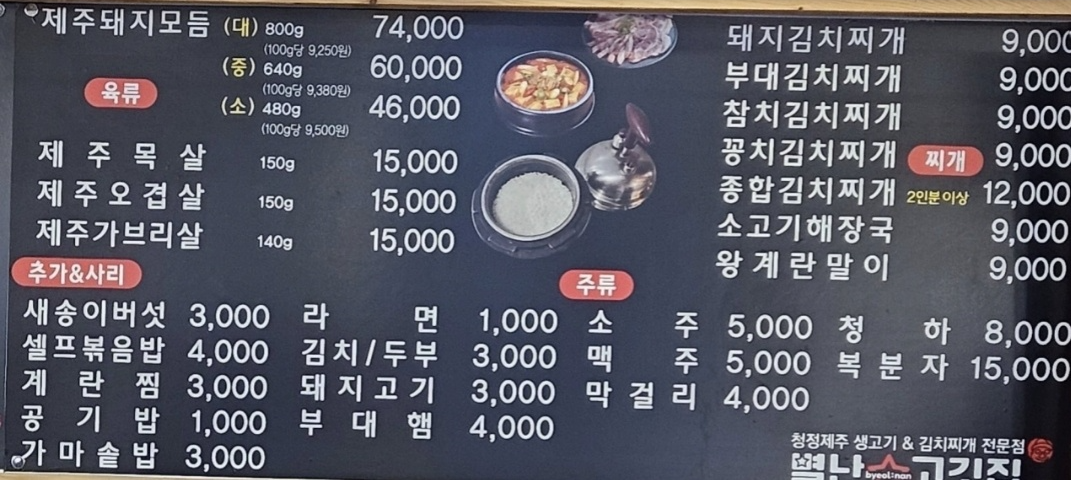 제주돼지모듬 (대) 800g 74,000
(100g당 9,250원)
(중) 640g 60,000
(100g당 9,380원)
육류
(소) 480g 46,000
(100g당 9,500원)
제주목살 150g 15,000
제주오겹살 150g 15,000
제주가브리살 140g 15,000
돼지김치찌개 9,000
부대김치찌개 9,000
참치김치찌개 9,000
꽁치김치찌개 찌개 9,000
종합김치찌개 2인분이상 12,000
소고기해장국 9,000
왕계란말이 9,000
추가&사리
새송이버섯 3,000 라면 1,000
셀프볶음밥 4,000 김치/두부 3,000
계란찜 3,000 돼지고기 3,000
공기밥 1,000 부대햄 4,000
가마솥밥 3,000
주류
소주 5,000 청하 8,000
맥주 5,000 복분자 15,000
막걸리 4,000
청정제주 생고기 & 김치찌개 전문점
byeol:nan